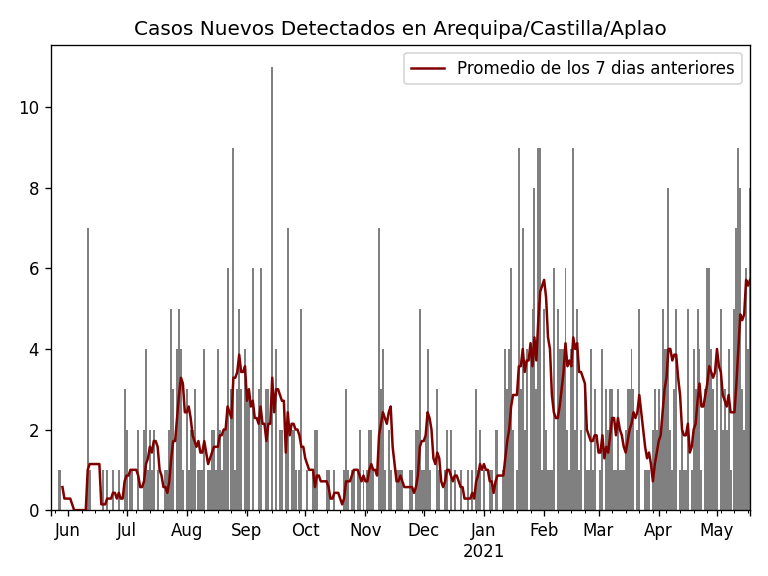 Casos Nuevos Detectados en Arequipa/Castilla/Aplao
Promedio de los 7 dias anteriores
10
8
6
4
2
0
Jun Jul Aug Sep Oct Nov Dec Jan Feb Mar Apr May
2021